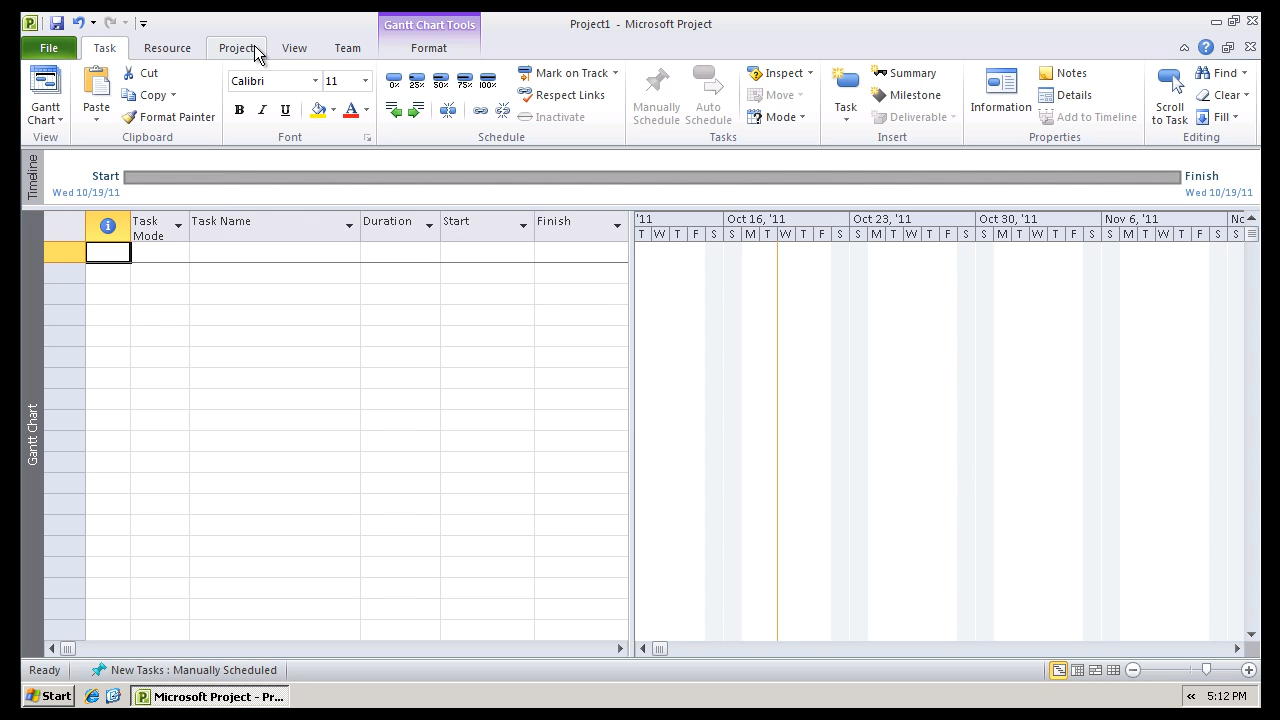 Gantt Chart Tools
Project1 - Microsoft Project
File Task Resource Project View Team Format
Gantt Chart
View
Paste
Cut
Copy
Format Painter
Clipboard
Calibri 11
B I U A
Font
0% 25% 50% 75% 100%
Mark on Track
Respect Links
Inactivate
Schedule
Manually Schedule
Auto Schedule
Move
Mode
Tasks
Task
Summary
Milestone
Deliverable
Insert
Information
Notes
Details
Add to Timeline
Properties
Scroll to Task
Find
Clear
Fill
Editing
Timeline
Start
Wed 10/19/11
Finish
Wed 10/19/11
Task Mode Task Name Duration Start Finish
'11 Oct 16, '11 Oct 23, '11 Oct 30, '11 Nov 6, '11
T W T F S S M T W T F S S M T W T F S S M T W T F S S M T W T F S S
Gantt Chart
Ready New Tasks : Manually Scheduled
Start Microsoft Project - Pr... « 5:12 PM